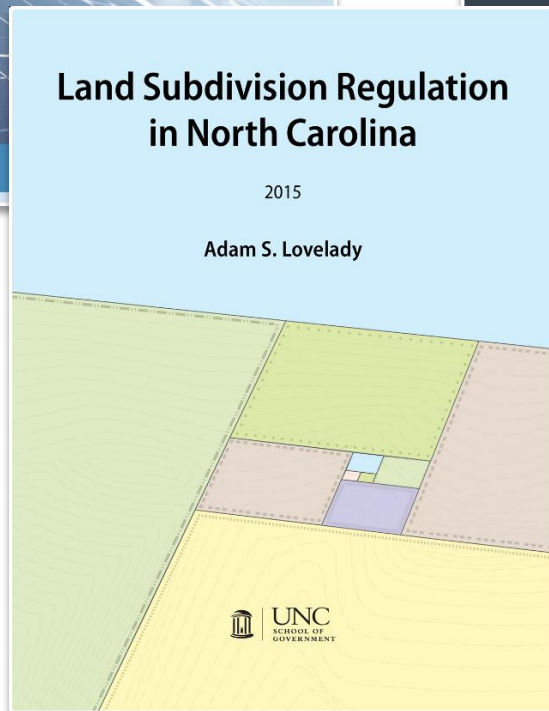 Land Subdivision Regulation
in North Carolina
2015
Adam S. Lovelady
UNC
SCHOOL OF
GOVERNMENT